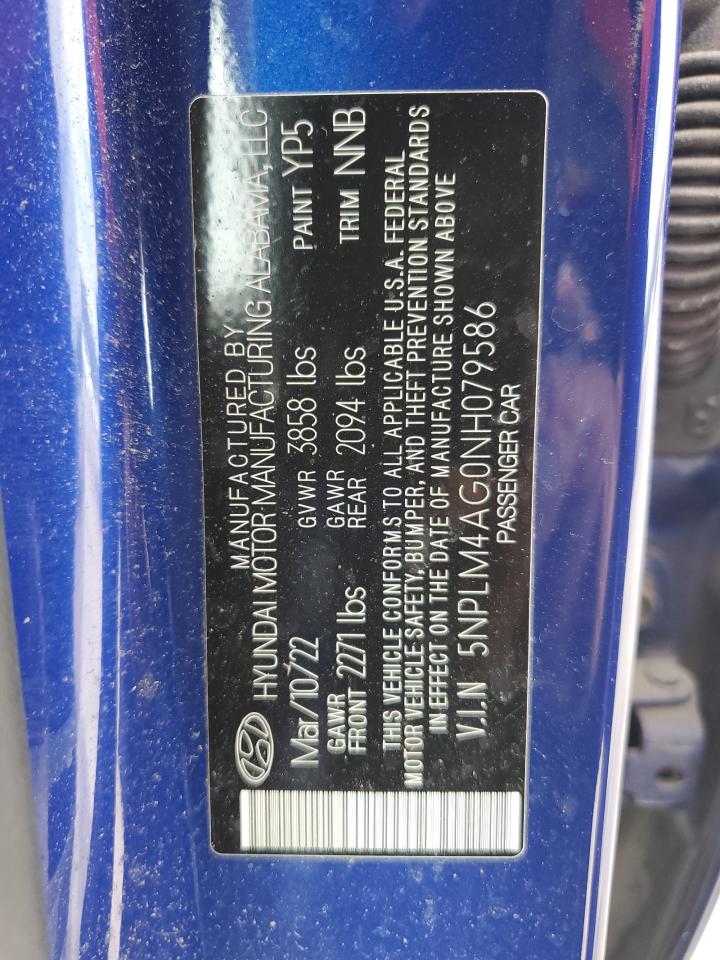 MANUFACTURED BY
HYUNDAI MOTOR MANUFACTURING ALABAMA, LLC
Mar/10/22 GVWR 3858 lbs PAINT YP5
GAWR FRONT 2271 lbs GAWR REAR 2094 lbs TRIM NNB
THIS VEHICLE CONFORMS TO ALL APPLICABLE U.S.A. FEDERAL
MOTOR VEHICLE SAFETY, BUMPER, AND THEFT PREVENTION STANDARDS
IN EFFECT ON THE DATE OF MANUFACTURE SHOWN ABOVE
V.I.N 5NPLM4AG0NH079586
PASSENGER CAR